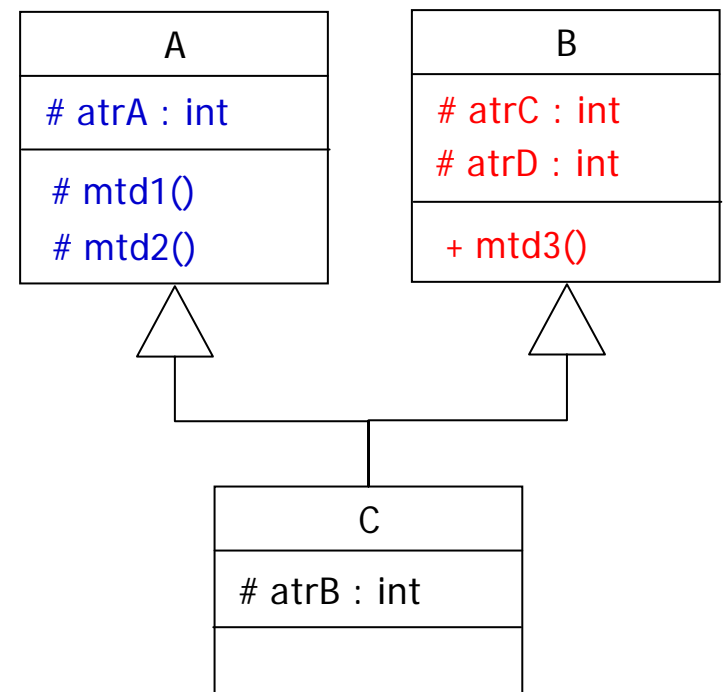 A
# atrA : int
# mtd1()
# mtd2()
B
# atrC : int
# atrD : int
+ mtd3()
C
# atrB : int